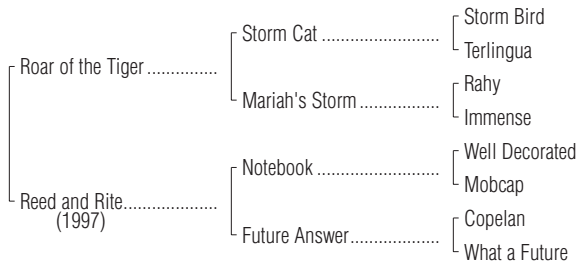 Storm Bird
Storm Cat ..........................
Terlingua
Roar of the Tiger ...............
Rahy
Mariah's Storm .................
Immense
Well Decorated
Notebook ..........................
Mobcap
Reed and Rite....................
(1997)
Copelan
Future Answer...................
What a Future